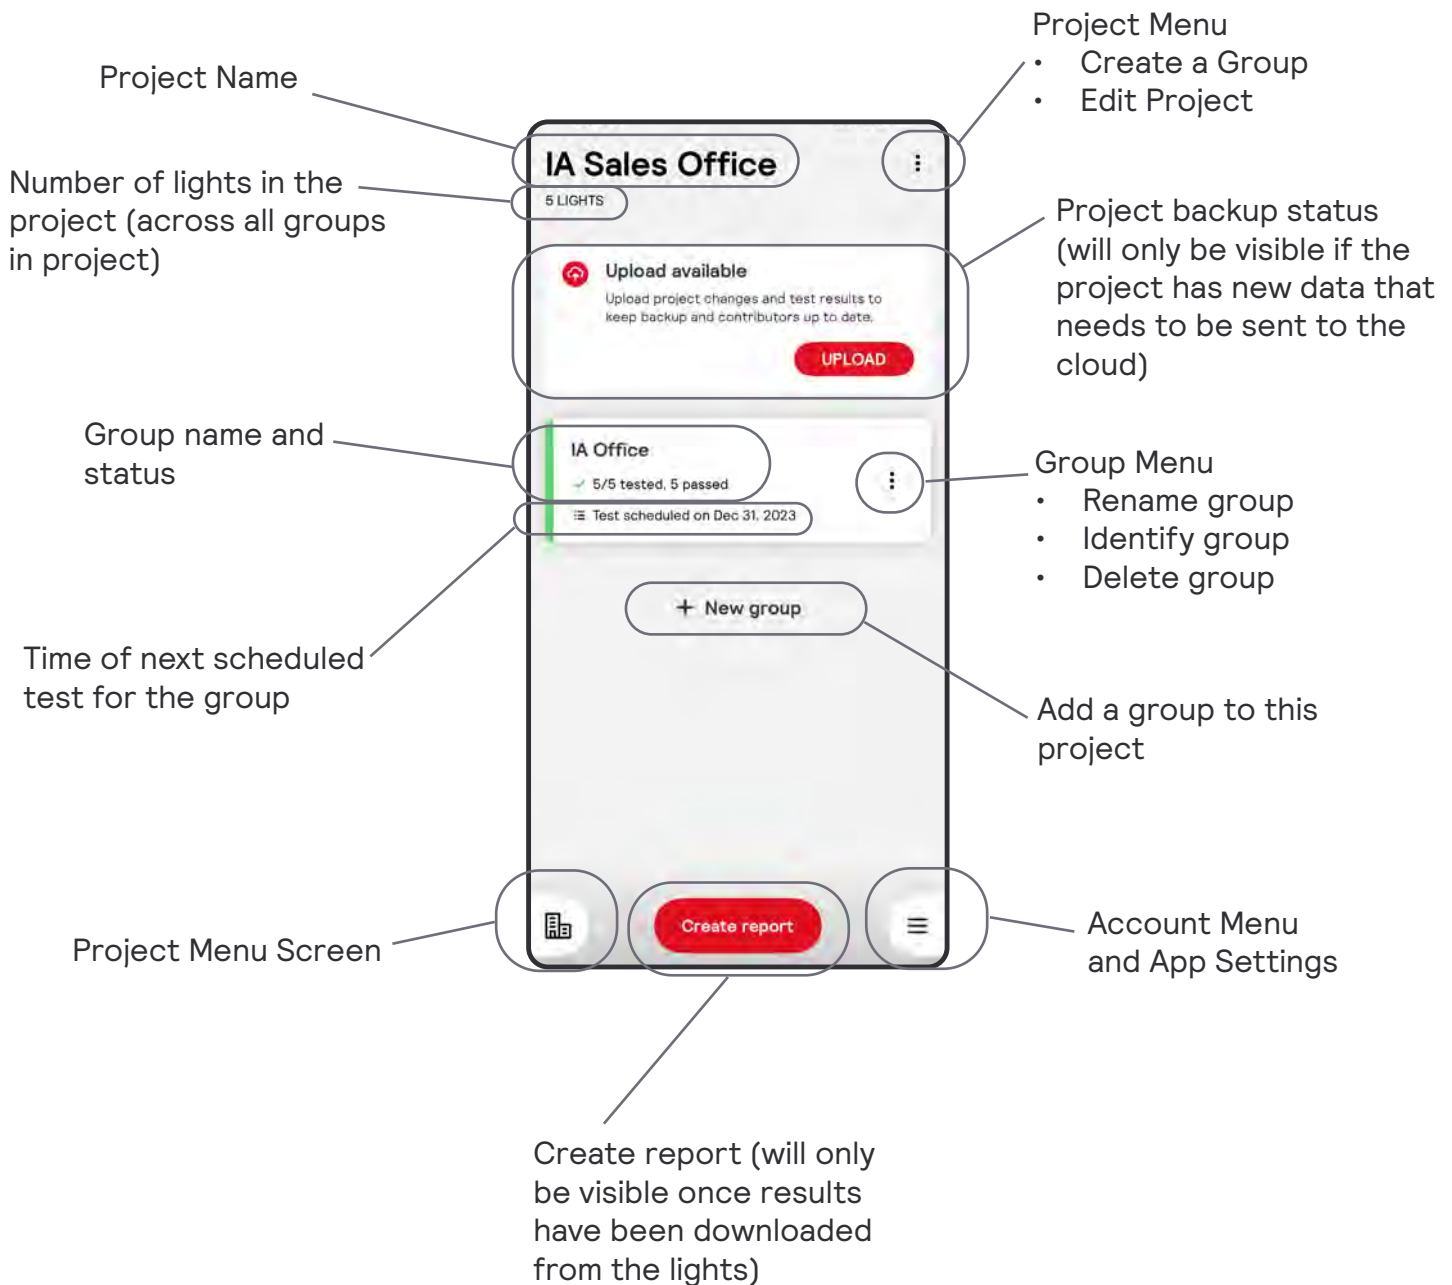 Project Menu
• Create a Group
• Edit Project
Project Name
IA Sales Office
5 LIGHTS
Number of lights in the
project (across all groups
in project)
Project backup status
(will only be visible if the
project has new data that
needs to be sent to the
cloud)
Upload available
Upload project changes and test results to
keep backup and contributors up to date.
UPLOAD
Group name and
status
IA Office
5/5 tested, 5 passed
Test scheduled on Dec 31, 2023
Group Menu
• Rename group
• Identify group
• Delete group
+ New group
Time of next scheduled
test for the group
Add a group to this
project
Project Menu Screen
Create report
Account Menu
and App Settings
Create report (will only
be visible once results
have been downloaded
from the lights)